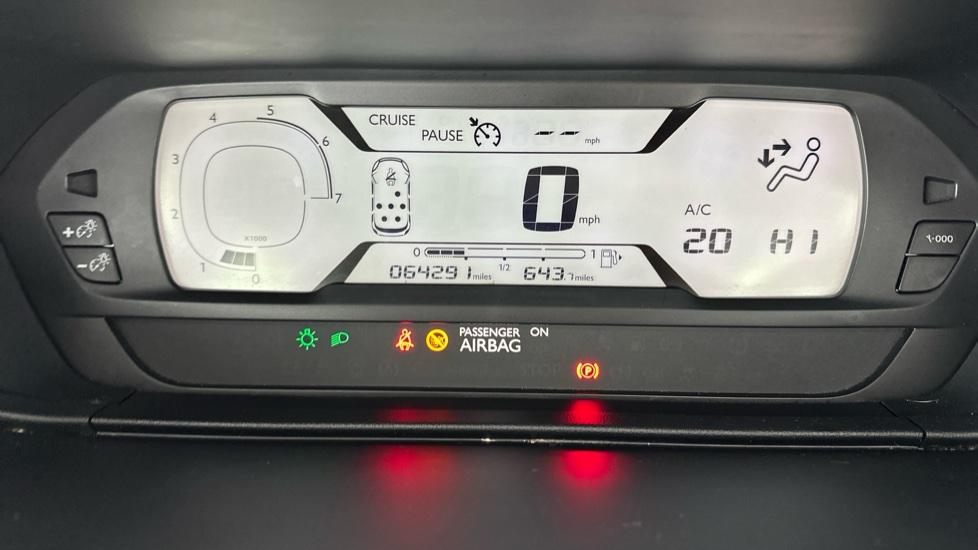 5
4
6
3
7
2
X1000
1
0
CRUISE
PAUSE
-- mph
0 mph
0 1/2 1
064291 miles 643.7 miles
A/C
20 HI
+
-
1·000
PASSENGER ON
AIRBAG
P